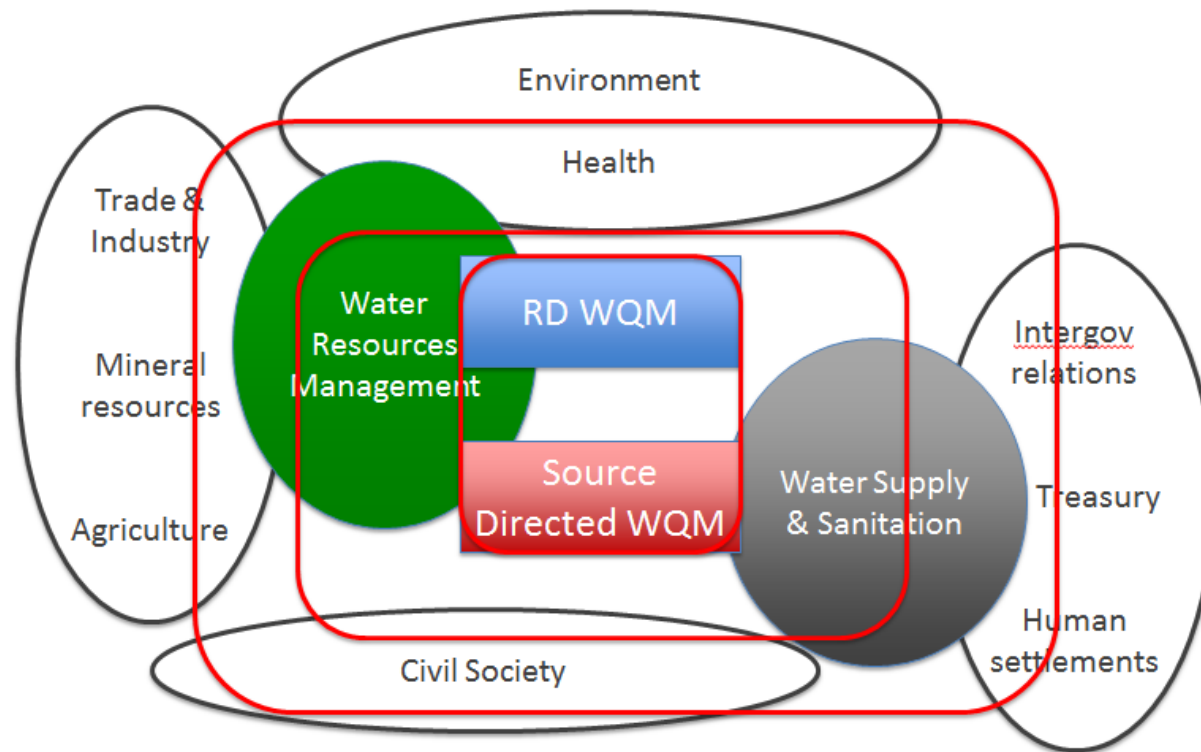 Environment
Health
Trade &
Industry
Mineral
resources
Agriculture
Water
Resources
Management
RD WQM
Source
Directed WQM
Water Supply
& Sanitation
Intergov
relations
Treasury
Human
settlements
Civil Society